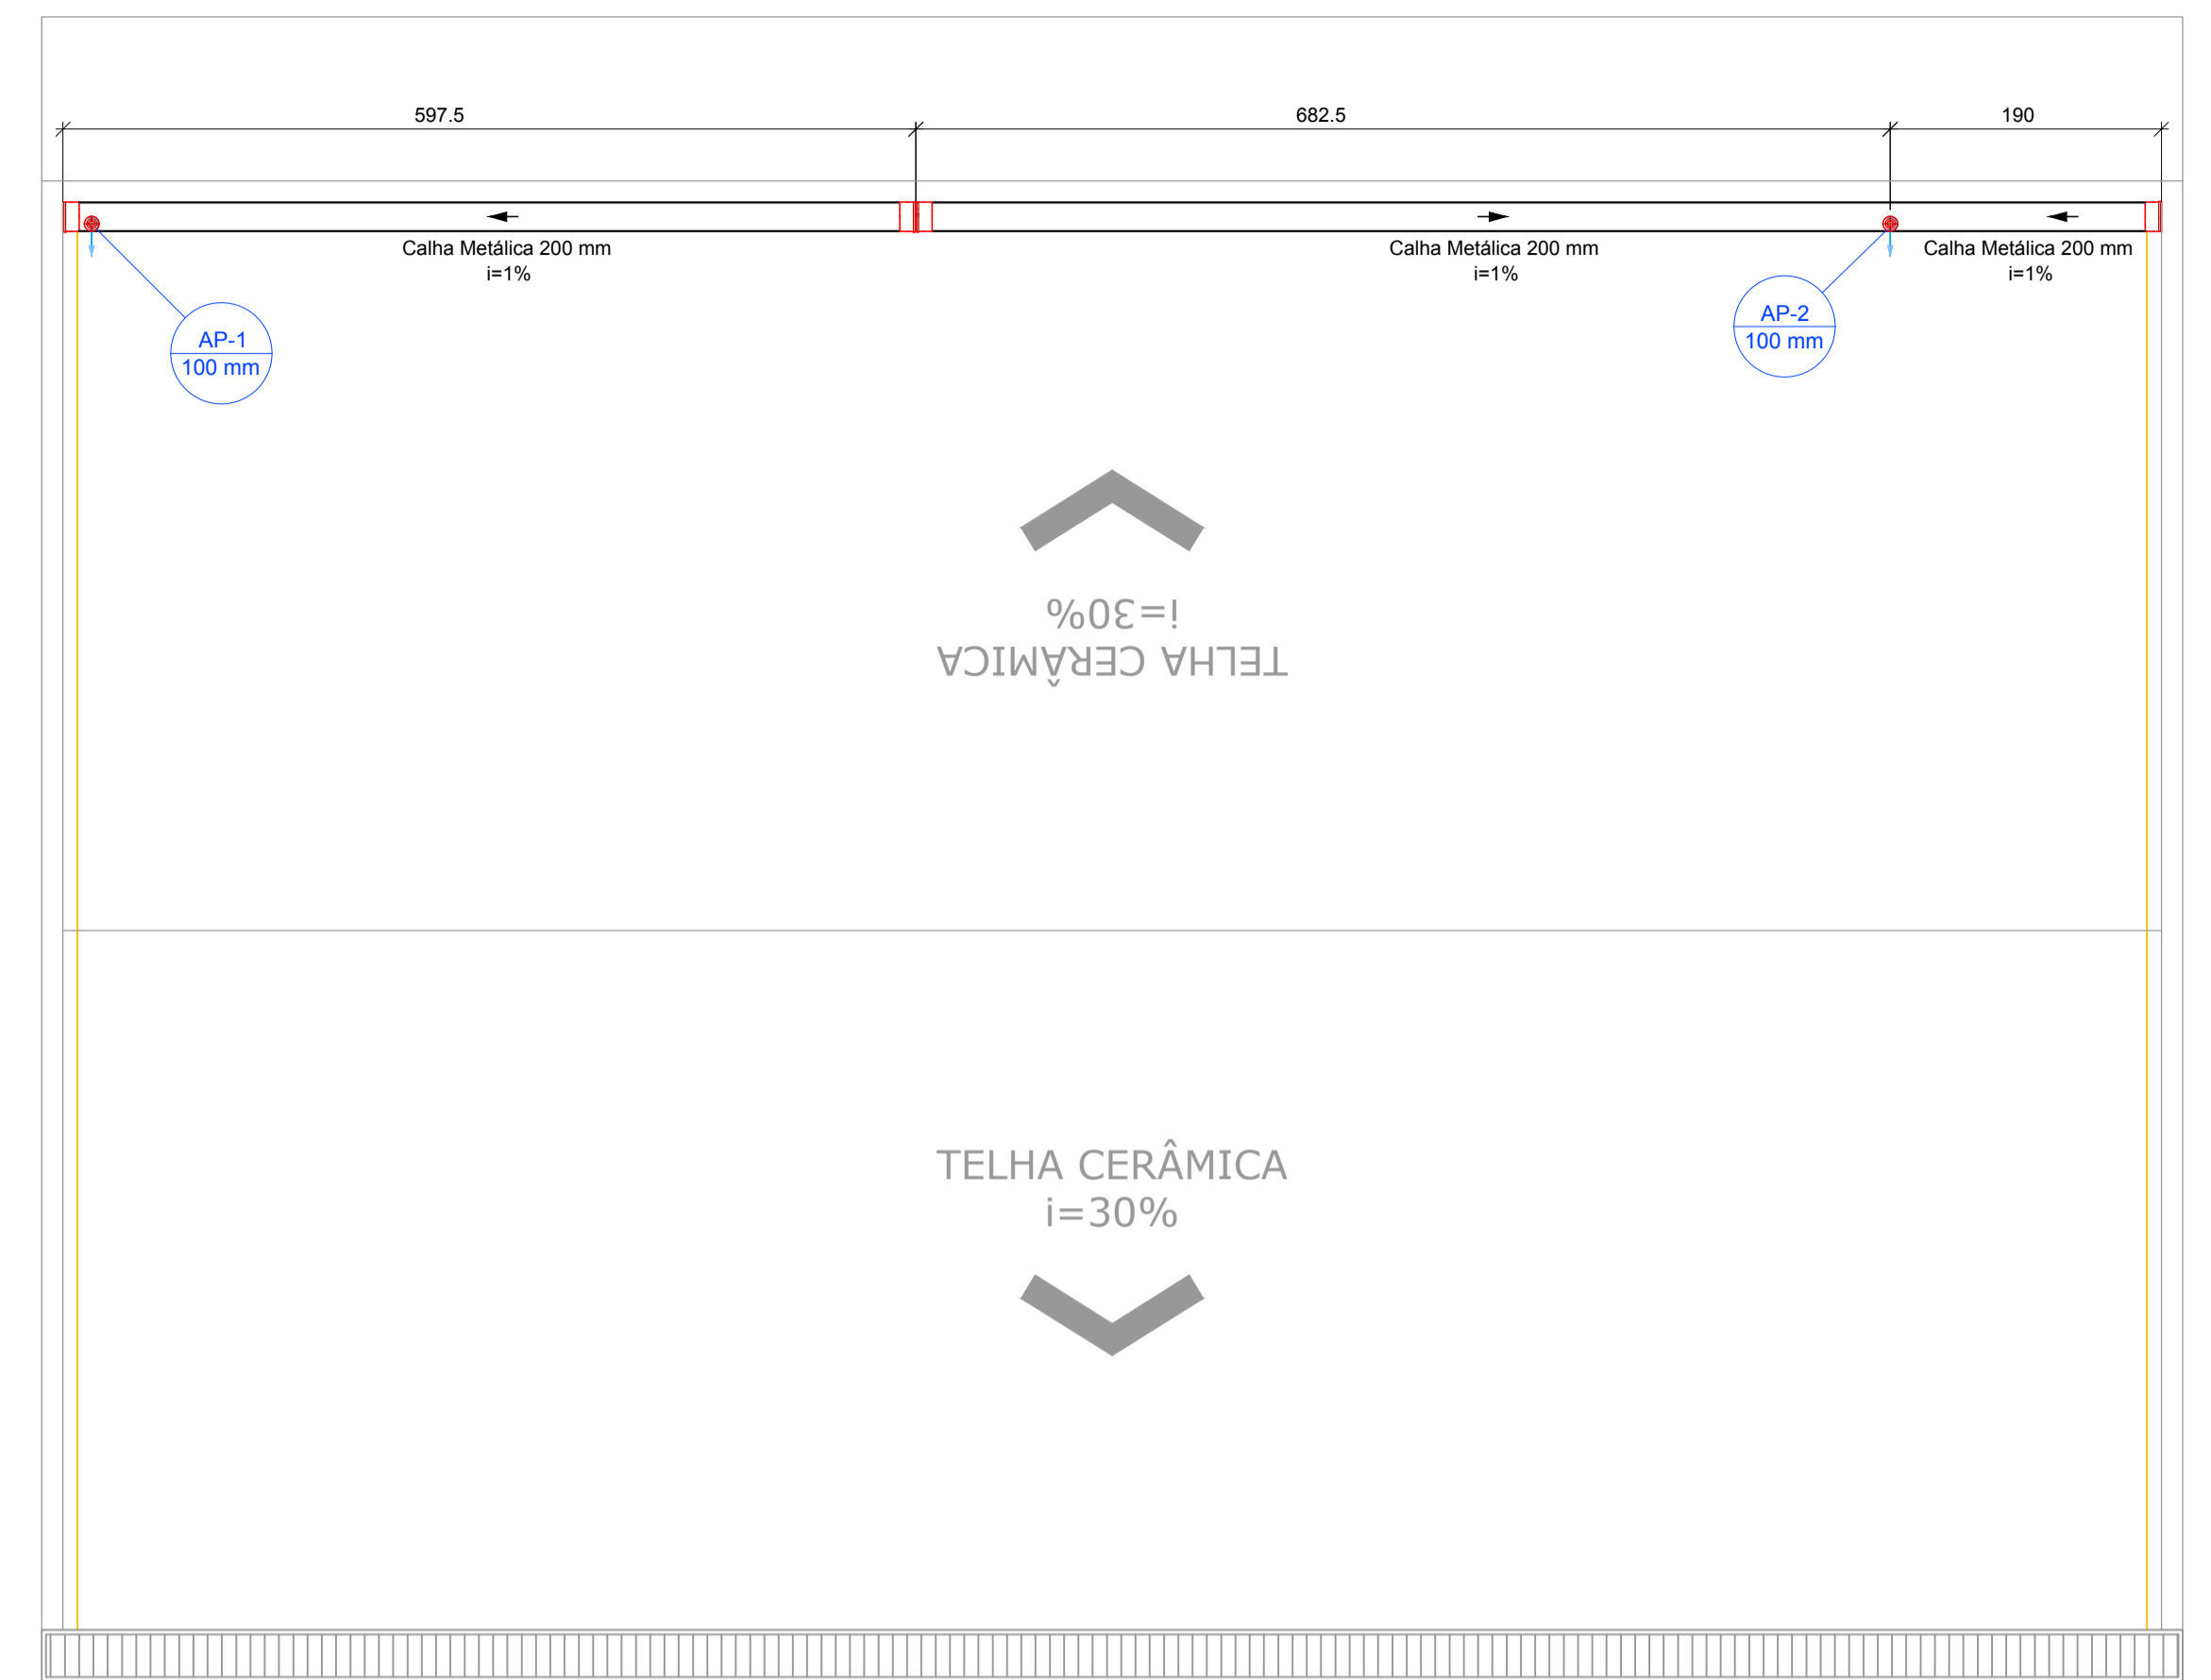 597.5
682.5
190
Calha Metálica 200 mm
i=1%
Calha Metálica 200 mm
i=1%
Calha Metálica 200 mm
i=1%
AP-1
100 mm
AP-2
100 mm
TELHA CERÂMICA
i=30%
TELHA CERÂMICA
i=30%